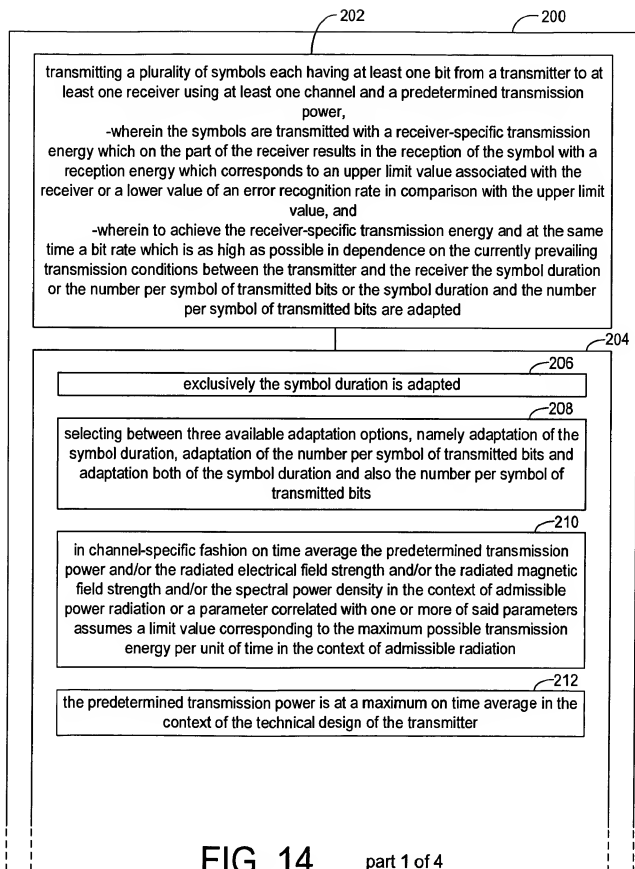 202
200
transmitting a plurality of symbols each having at least one bit from a transmitter to at
least one receiver using at least one channel and a predetermined transmission
power,
-wherein the symbols are transmitted with a receiver-specific transmission
energy which on the part of the receiver results in the reception of the symbol with a
reception energy which corresponds to an upper limit value associated with the
receiver or a lower value of an error recognition rate in comparison with the upper limit
value, and
-wherein to achieve the receiver-specific transmission energy and at the same
time a bit rate which is as high as possible in dependence on the currently prevailing
transmission conditions between the transmitter and the receiver the symbol duration
or the number per symbol of transmitted bits or the symbol duration and the number
per symbol of transmitted bits are adapted
204
206
exclusively the symbol duration is adapted
208
selecting between three available adaptation options, namely adaptation of the
symbol duration, adaptation of the number per symbol of transmitted bits and
adaptation both of the symbol duration and also the number per symbol of
transmitted bits
210
in channel-specific fashion on time average the predetermined transmission
power and/or the radiated electrical field strength and/or the radiated magnetic
field strength and/or the spectral power density in the context of admissible
power radiation or a parameter correlated with one or more of said parameters
assumes a limit value corresponding to the maximum possible transmission
energy per unit of time in the context of admissible radiation
212
the predetermined transmission power is at a maximum on time average in the
context of the technical design of the transmitter
FIG. 14 part 1 of 4